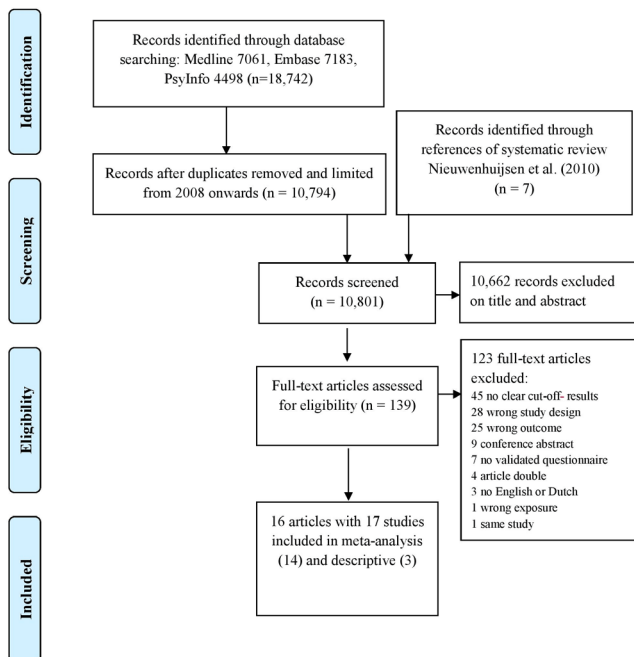 Identification
Records identified through database
searching: Medline 7061, Embase 7183,
PsyInfo 4498 (n=18,742)
Records identified through
references of systematic review
Nieuwenhuijsen et al. (2010)
(n = 7)
Records after duplicates removed and limited
from 2008 onwards (n = 10,794)
Screening
Records screened
(n = 10,801)
10,662 records excluded
on title and abstract
Eligibility
Full-text articles assessed
for eligibility (n = 139)
123 full-text articles
excluded:
45 no clear cut-off- results
28 wrong study design
25 wrong outcome
9 conference abstract
7 no validated questionnaire
4 article double
3 no English or Dutch
1 wrong exposure
1 same study
Included
16 articles with 17 studies
included in meta-analysis
(14) and descriptive (3)